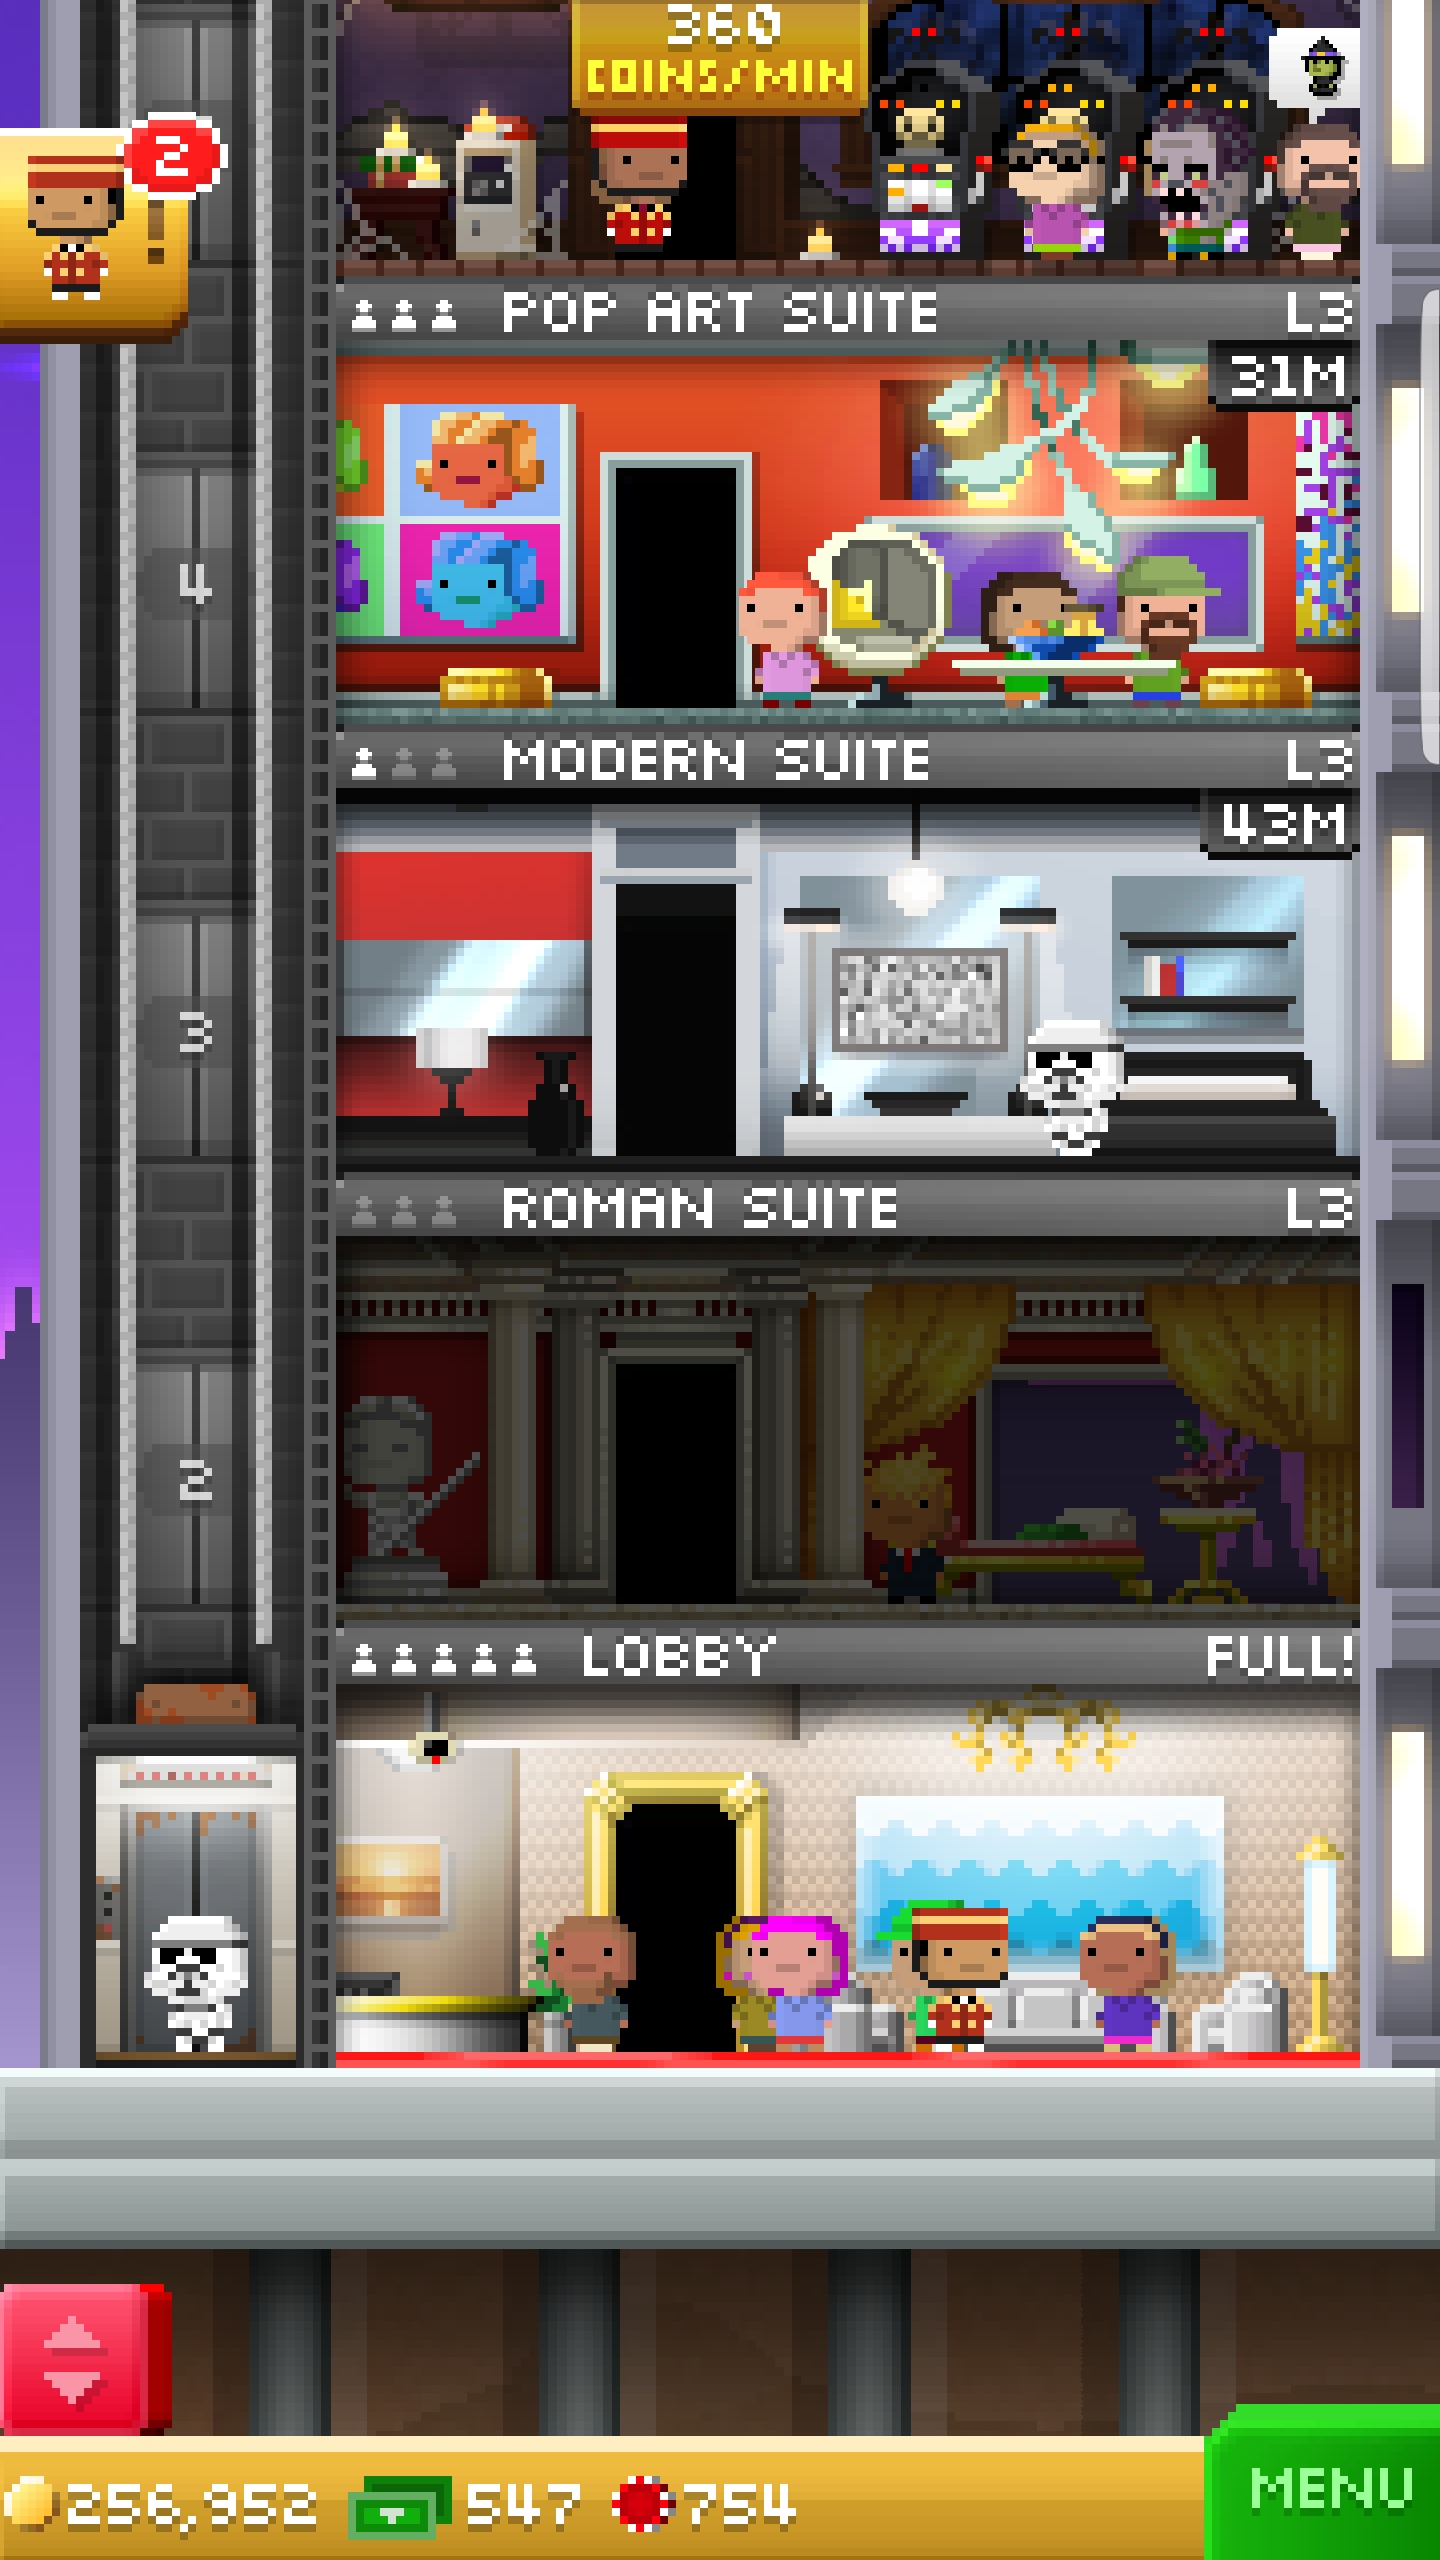 360
COINS/MIN
2
POP ART SUITE L3
31M
4
MODERN SUITE L3
43M
3
ROMAN SUITE L3
2
LOBBY FULL!
256,952 547 754
MENU